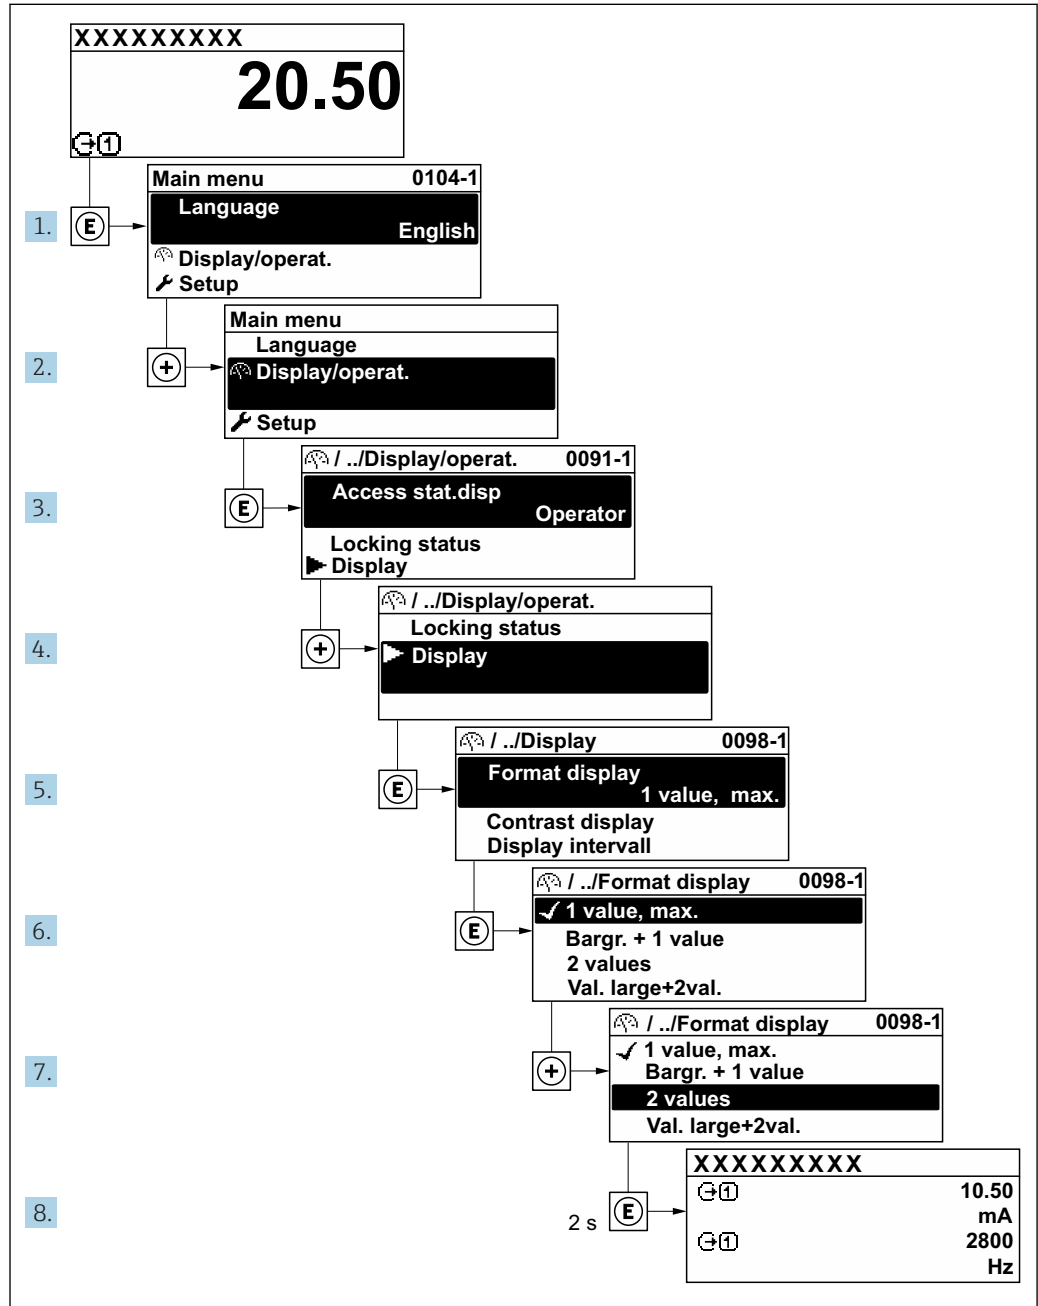 XXXXXXXXX
20.50
1
Main menu 0104-1
Language
English
Display/operat.
Setup
1. E
Main menu
Language
2. + Display/operat.
Setup
/ ../Display/operat. 0091-1
Access stat.disp
3. E Operator
Locking status
Display
/ ../Display/operat.
Locking status
4. + Display
/ ../Display 0098-1
Format display
5. E 1 value, max.
Contrast display
Display intervall
/ ../Format display 0098-1
1 value, max.
6. E Bargr. + 1 value
2 values
Val. large+2val.
/ ../Format display 0098-1
1 value, max.
7. + Bargr. + 1 value
2 values
Val. large+2val.
XXXXXXXXX
1 10.50
8. 2 s E mA
1 2800
Hz